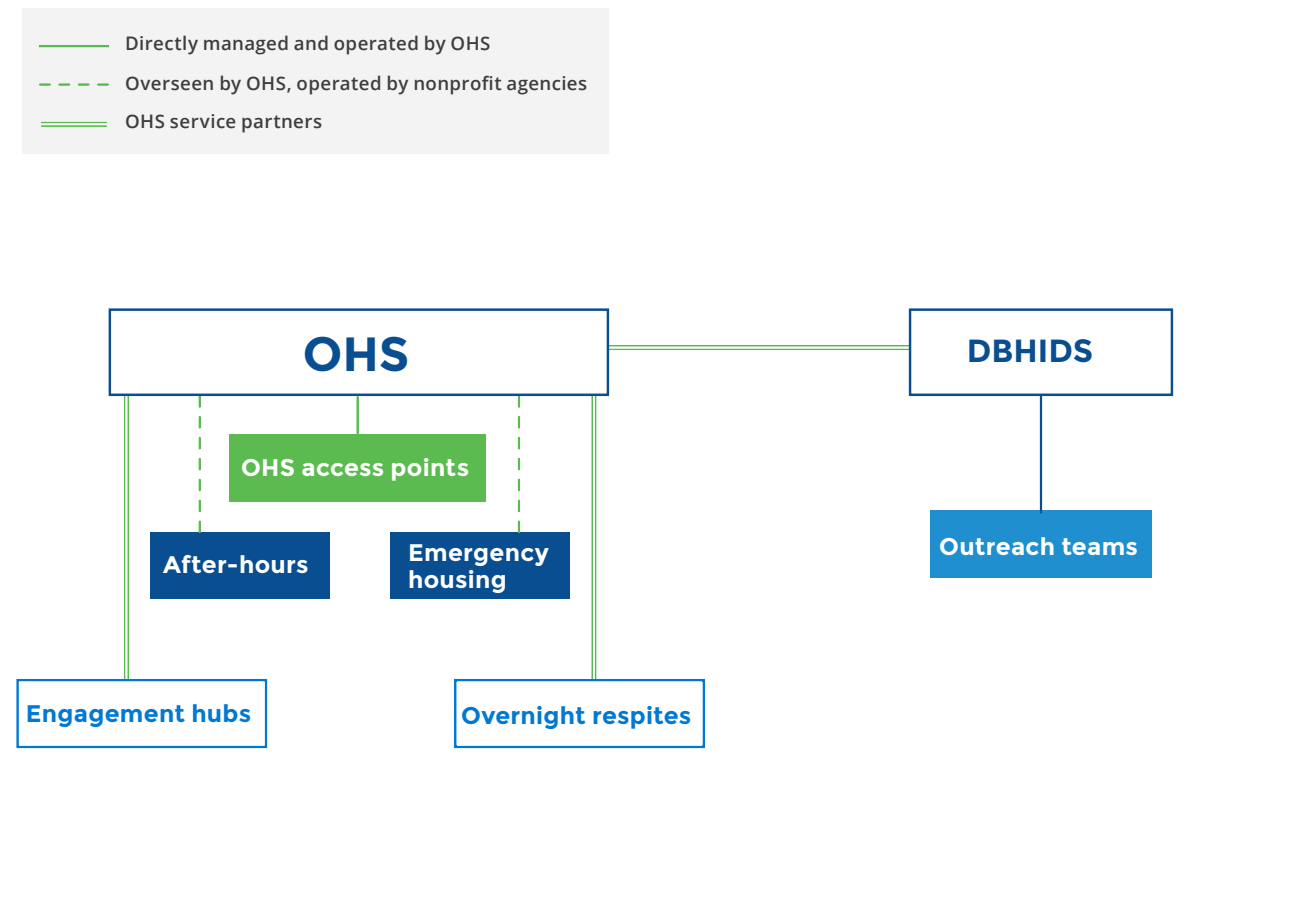 Directly managed and operated by OHS
Overseen by OHS, operated by nonprofit agencies
OHS service partners
OHS
DBHIDS
OHS access points
After-hours
Emergency
housing
Outreach teams
Engagement hubs
Overnight respites